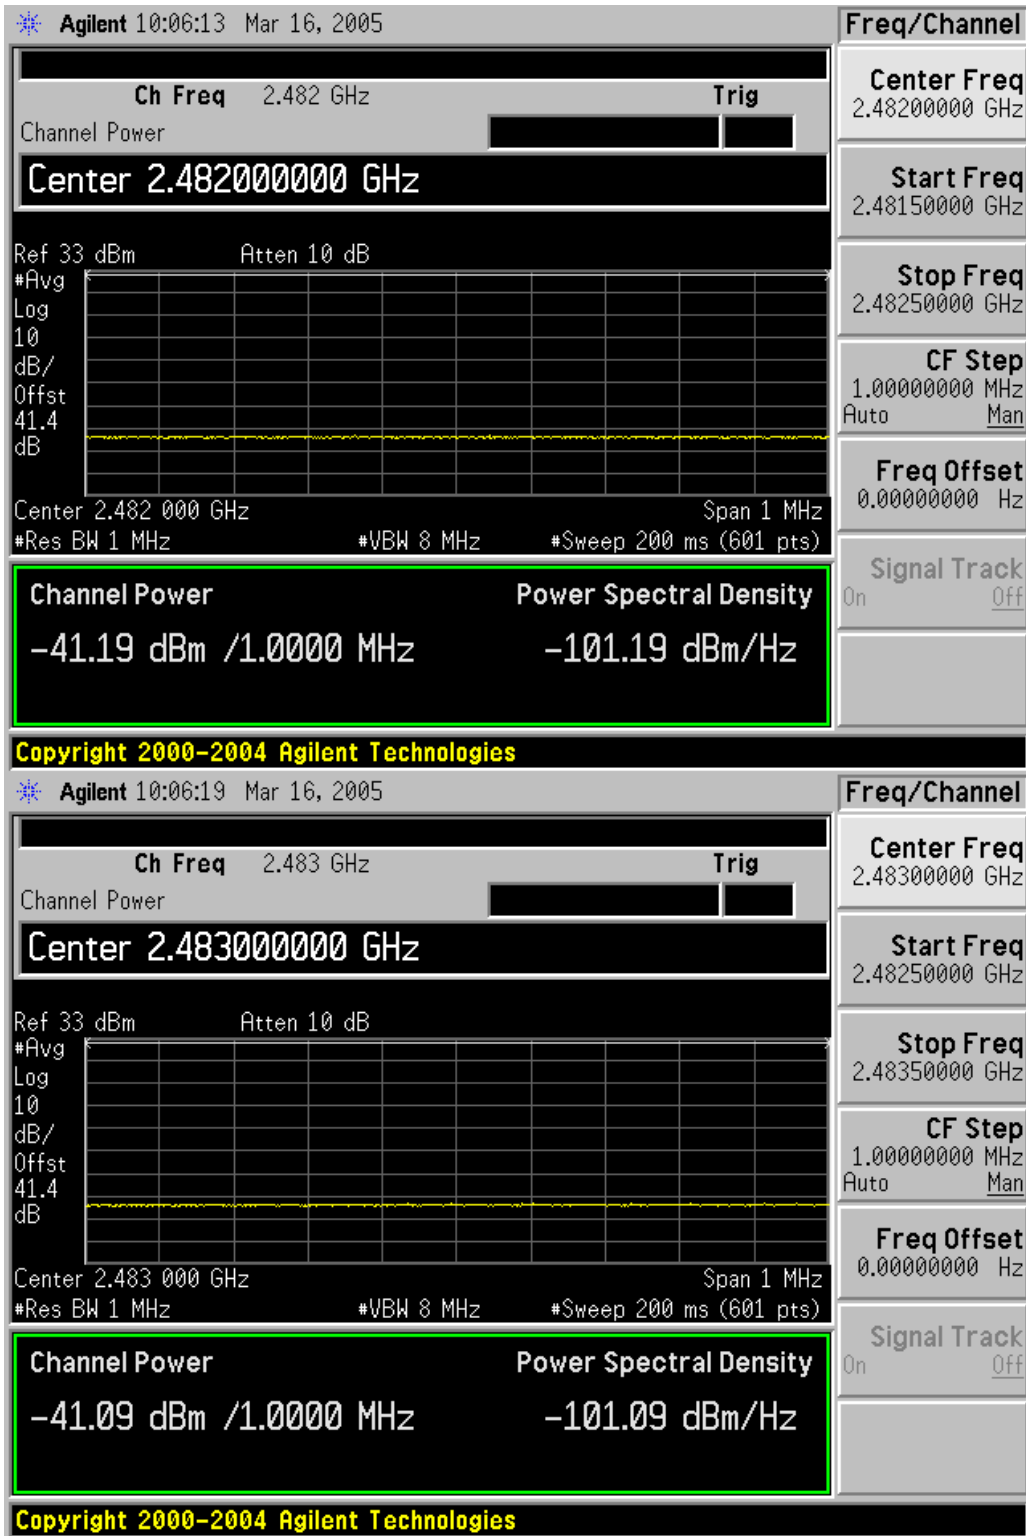 Agilent 10:06:13 Mar 16, 2005
Freq/Channel
Ch Freq 2.482 GHz Trig
Channel Power
Center 2.482000000 GHz
Ref 33 dBm Atten 10 dB
#Avg
Log
10
dB/
Offst
41.4
dB
Center 2.482 000 GHz Span 1 MHz
#Res BW 1 MHz #VBW 8 MHz #Sweep 200 ms (601 pts)
Channel Power Power Spectral Density
-41.19 dBm /1.0000 MHz -101.19 dBm/Hz
Center Freq
2.48200000 GHz
Start Freq
2.48150000 GHz
Stop Freq
2.48250000 GHz
CF Step
1.00000000 MHz
Auto Man
Freq Offset
0.00000000 Hz
Signal Track
On Off
Copyright 2000-2004 Agilent Technologies
Agilent 10:06:19 Mar 16, 2005
Freq/Channel
Ch Freq 2.483 GHz Trig
Channel Power
Center 2.483000000 GHz
Ref 33 dBm Atten 10 dB
#Avg
Log
10
dB/
Offst
41.4
dB
Center 2.483 000 GHz Span 1 MHz
#Res BW 1 MHz #VBW 8 MHz #Sweep 200 ms (601 pts)
Channel Power Power Spectral Density
-41.09 dBm /1.0000 MHz -101.09 dBm/Hz
Center Freq
2.48300000 GHz
Start Freq
2.48250000 GHz
Stop Freq
2.48350000 GHz
CF Step
1.00000000 MHz
Auto Man
Freq Offset
0.00000000 Hz
Signal Track
On Off
Copyright 2000-2004 Agilent Technologies